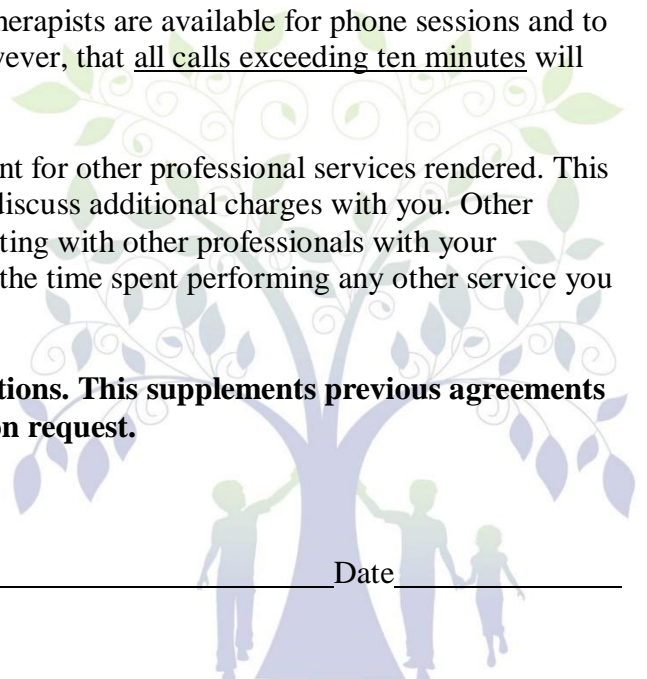 herapists are available for phone sessions and to
vever, that all calls exceeding ten minutes will
nt for other professional services rendered. This
discuss additional charges with you. Other
ting with other professionals with your
the time spent performing any other service you
tions. This supplements previous agreements
on request.
Date